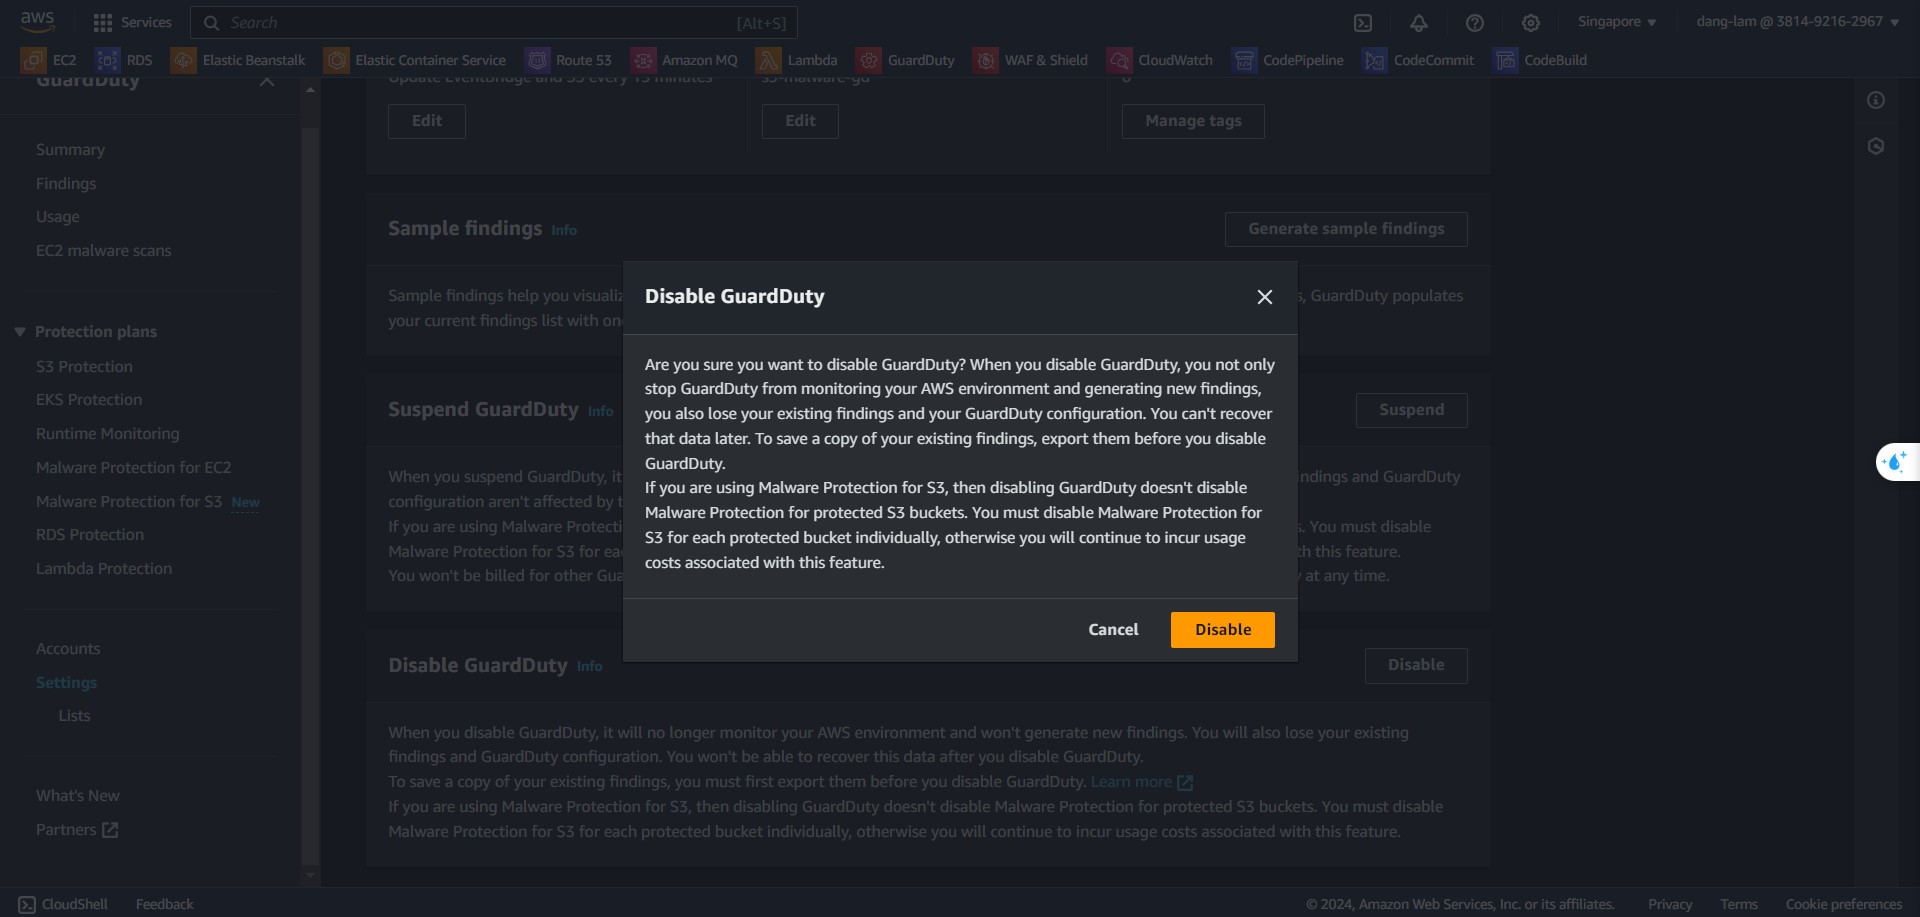 aws
Services
Search
[Alt+S]
Singapore
dang-lam @ 3814-9216-2967
EC2
RDS
Elastic Beanstalk
Elastic Container Service
Route 53
Amazon MQ
Lambda
GuardDuty
WAF & Shield
CloudWatch
CodePipeline
CodeCommit
CodeBuild
GuardDuty
Summary
Findings
Usage
EC2 malware scans
Protection plans
S3 Protection
EKS Protection
Runtime Monitoring
Malware Protection for EC2
Malware Protection for S3 New
RDS Protection
Lambda Protection
Accounts
Settings
Lists
What's New
Partners
Update EventBridge and S3 every 15 minutes
s3-malware-gd
Edit
Edit
Manage tags
Sample findings Info
Generate sample findings
Sample findings help you visualiz
s, GuardDuty populates
your current findings list with on
Suspend GuardDuty Info
Suspend
When you suspend GuardDuty, it
ndings and GuardDuty
configuration aren't affected by t
If you are using Malware Protecti
s. You must disable
Malware Protection for S3 for ea
th this feature.
You won't be billed for other Gua
y at any time.
Disable GuardDuty
Are you sure you want to disable GuardDuty? When you disable GuardDuty, you not only
stop GuardDuty from monitoring your AWS environment and generating new findings,
you also lose your existing findings and your GuardDuty configuration. You can't recover
that data later. To save a copy of your existing findings, export them before you disable
GuardDuty.
If you are using Malware Protection for S3, then disabling GuardDuty doesn't disable
Malware Protection for protected S3 buckets. You must disable Malware Protection for
S3 for each protected bucket individually, otherwise you will continue to incur usage
costs associated with this feature.
Cancel
Disable
Disable GuardDuty Info
Disable
When you disable GuardDuty, it will no longer monitor your AWS environment and won't generate new findings. You will also lose your existing
findings and GuardDuty configuration. You won't be able to recover this data after you disable GuardDuty.
To save a copy of your existing findings, you must first export them before you disable GuardDuty. Learn more
If you are using Malware Protection for S3, then disabling GuardDuty doesn't disable Malware Protection for protected S3 buckets. You must disable
Malware Protection for S3 for each protected bucket individually, otherwise you will continue to incur usage costs associated with this feature.
CloudShell
Feedback
© 2024, Amazon Web Services, Inc. or its affiliates.
Privacy
Terms
Cookie preferences